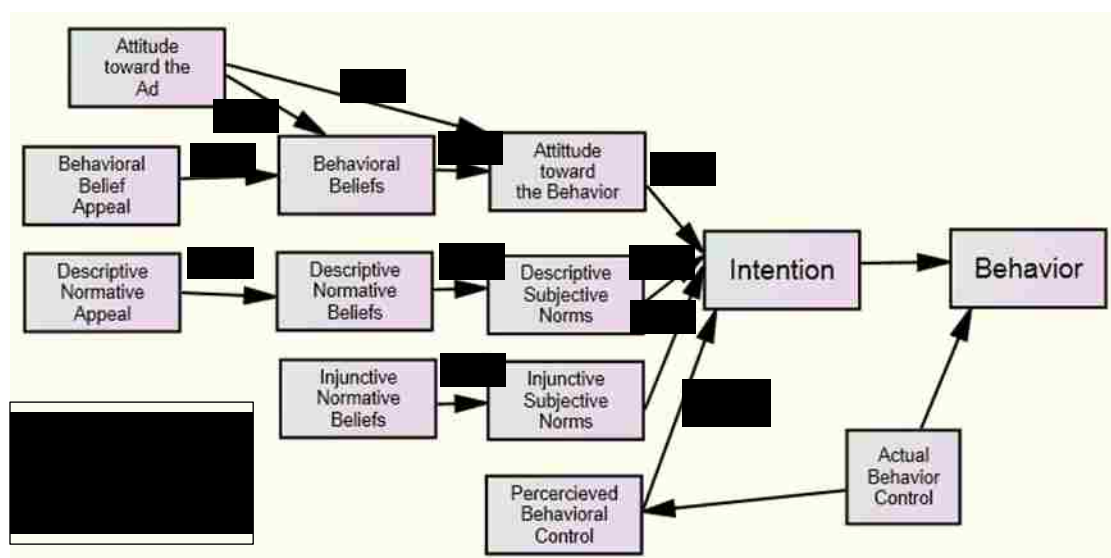 Attitude
toward the
Ad
Behavioral
Belief
Appeal
Behavioral
Beliefs
Attittude
toward
the Behavior
Descriptive
Normative
Appeal
Descriptive
Normative
Beliefs
Descriptive
Subjective
Norms
Intention
Behavior
Injunctive
Normative
Beliefs
Injunctive
Subjective
Norms
Percercieved
Behavioral
Control
Actual
Behavior
Control